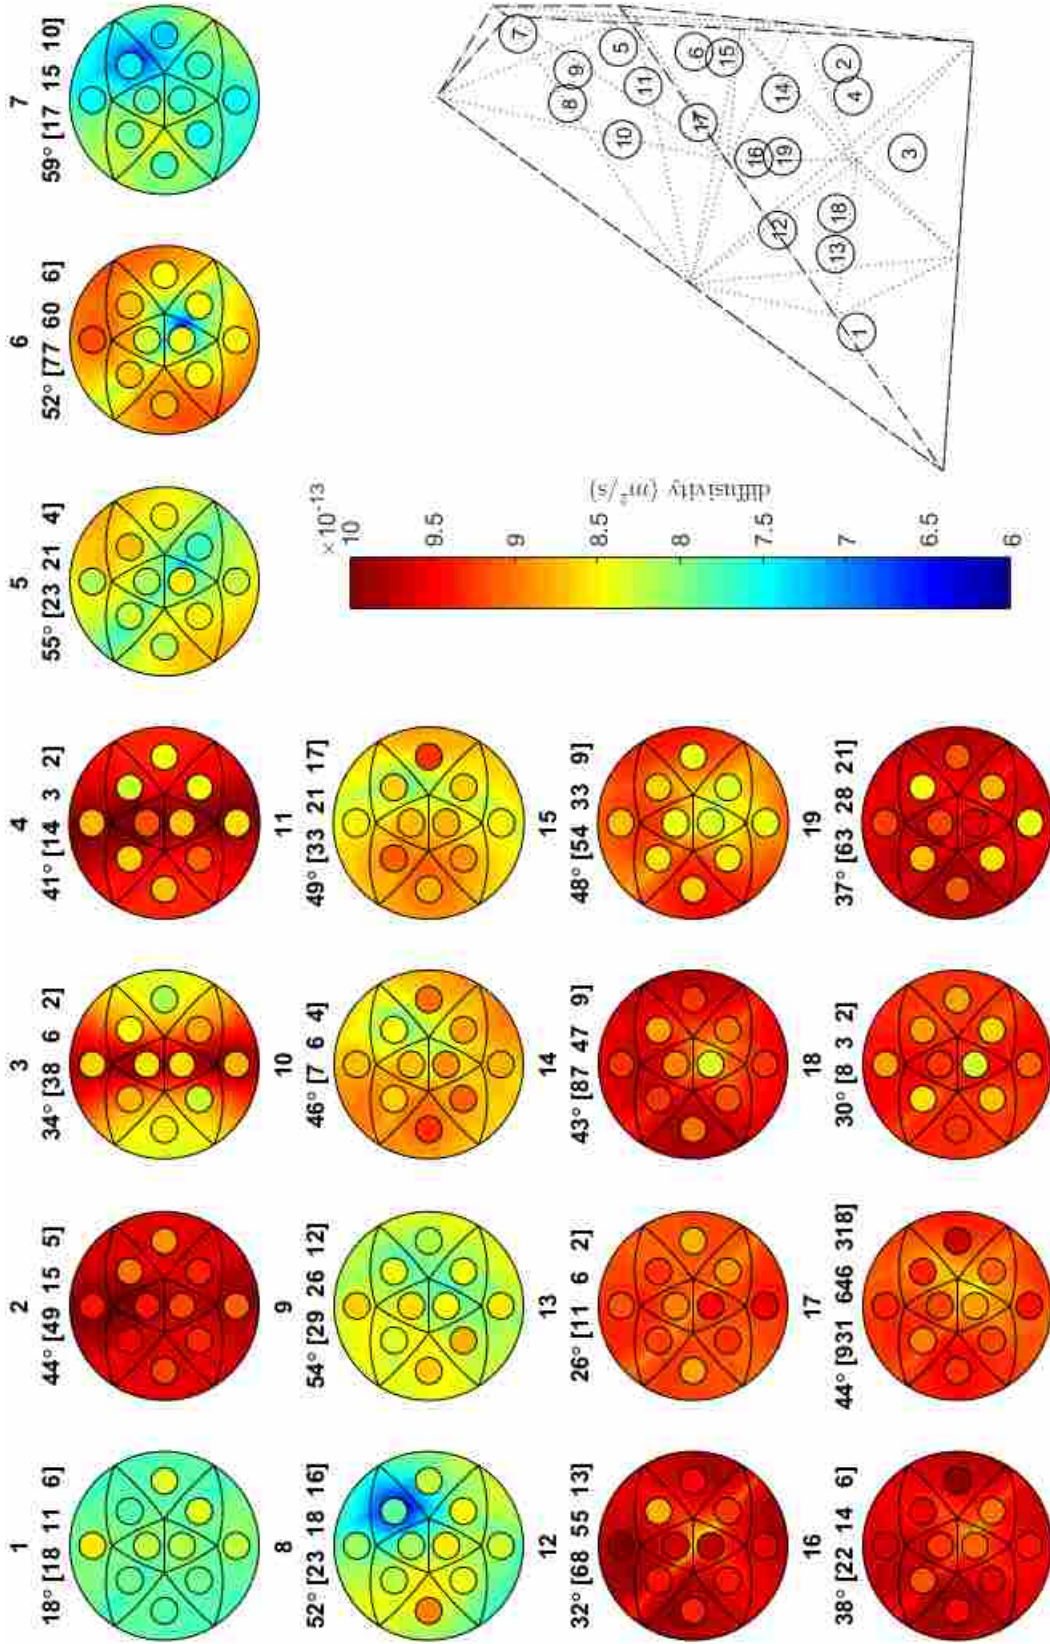 1
18° [18 11 6]
2
44° [49 15 5]
3
34° [38 6 2]
4
41° [14 3 2]
5
55° [23 21 4]
6
52° [77 60 6]
7
59° [17 15 10]
8
52° [23 18 16]
9
54° [29 26 12]
10
46° [7 6 4]
11
49° [33 21 17]
12
32° [68 55 13]
13
26° [11 6 2]
14
43° [87 47 9]
15
48° [54 33 9]
16
38° [22 14 6]
17
44° [931 646 318]
18
30° [8 3 2]
19
37° [63 28 21]
×10⁻¹³
10
9.5
9
8.5
8
7.5
7
6.5
6
diffusivity (m²/s)
7
9
8
5
11
10
6
15
17
14
2
4
16
19
3
12
18
13
1